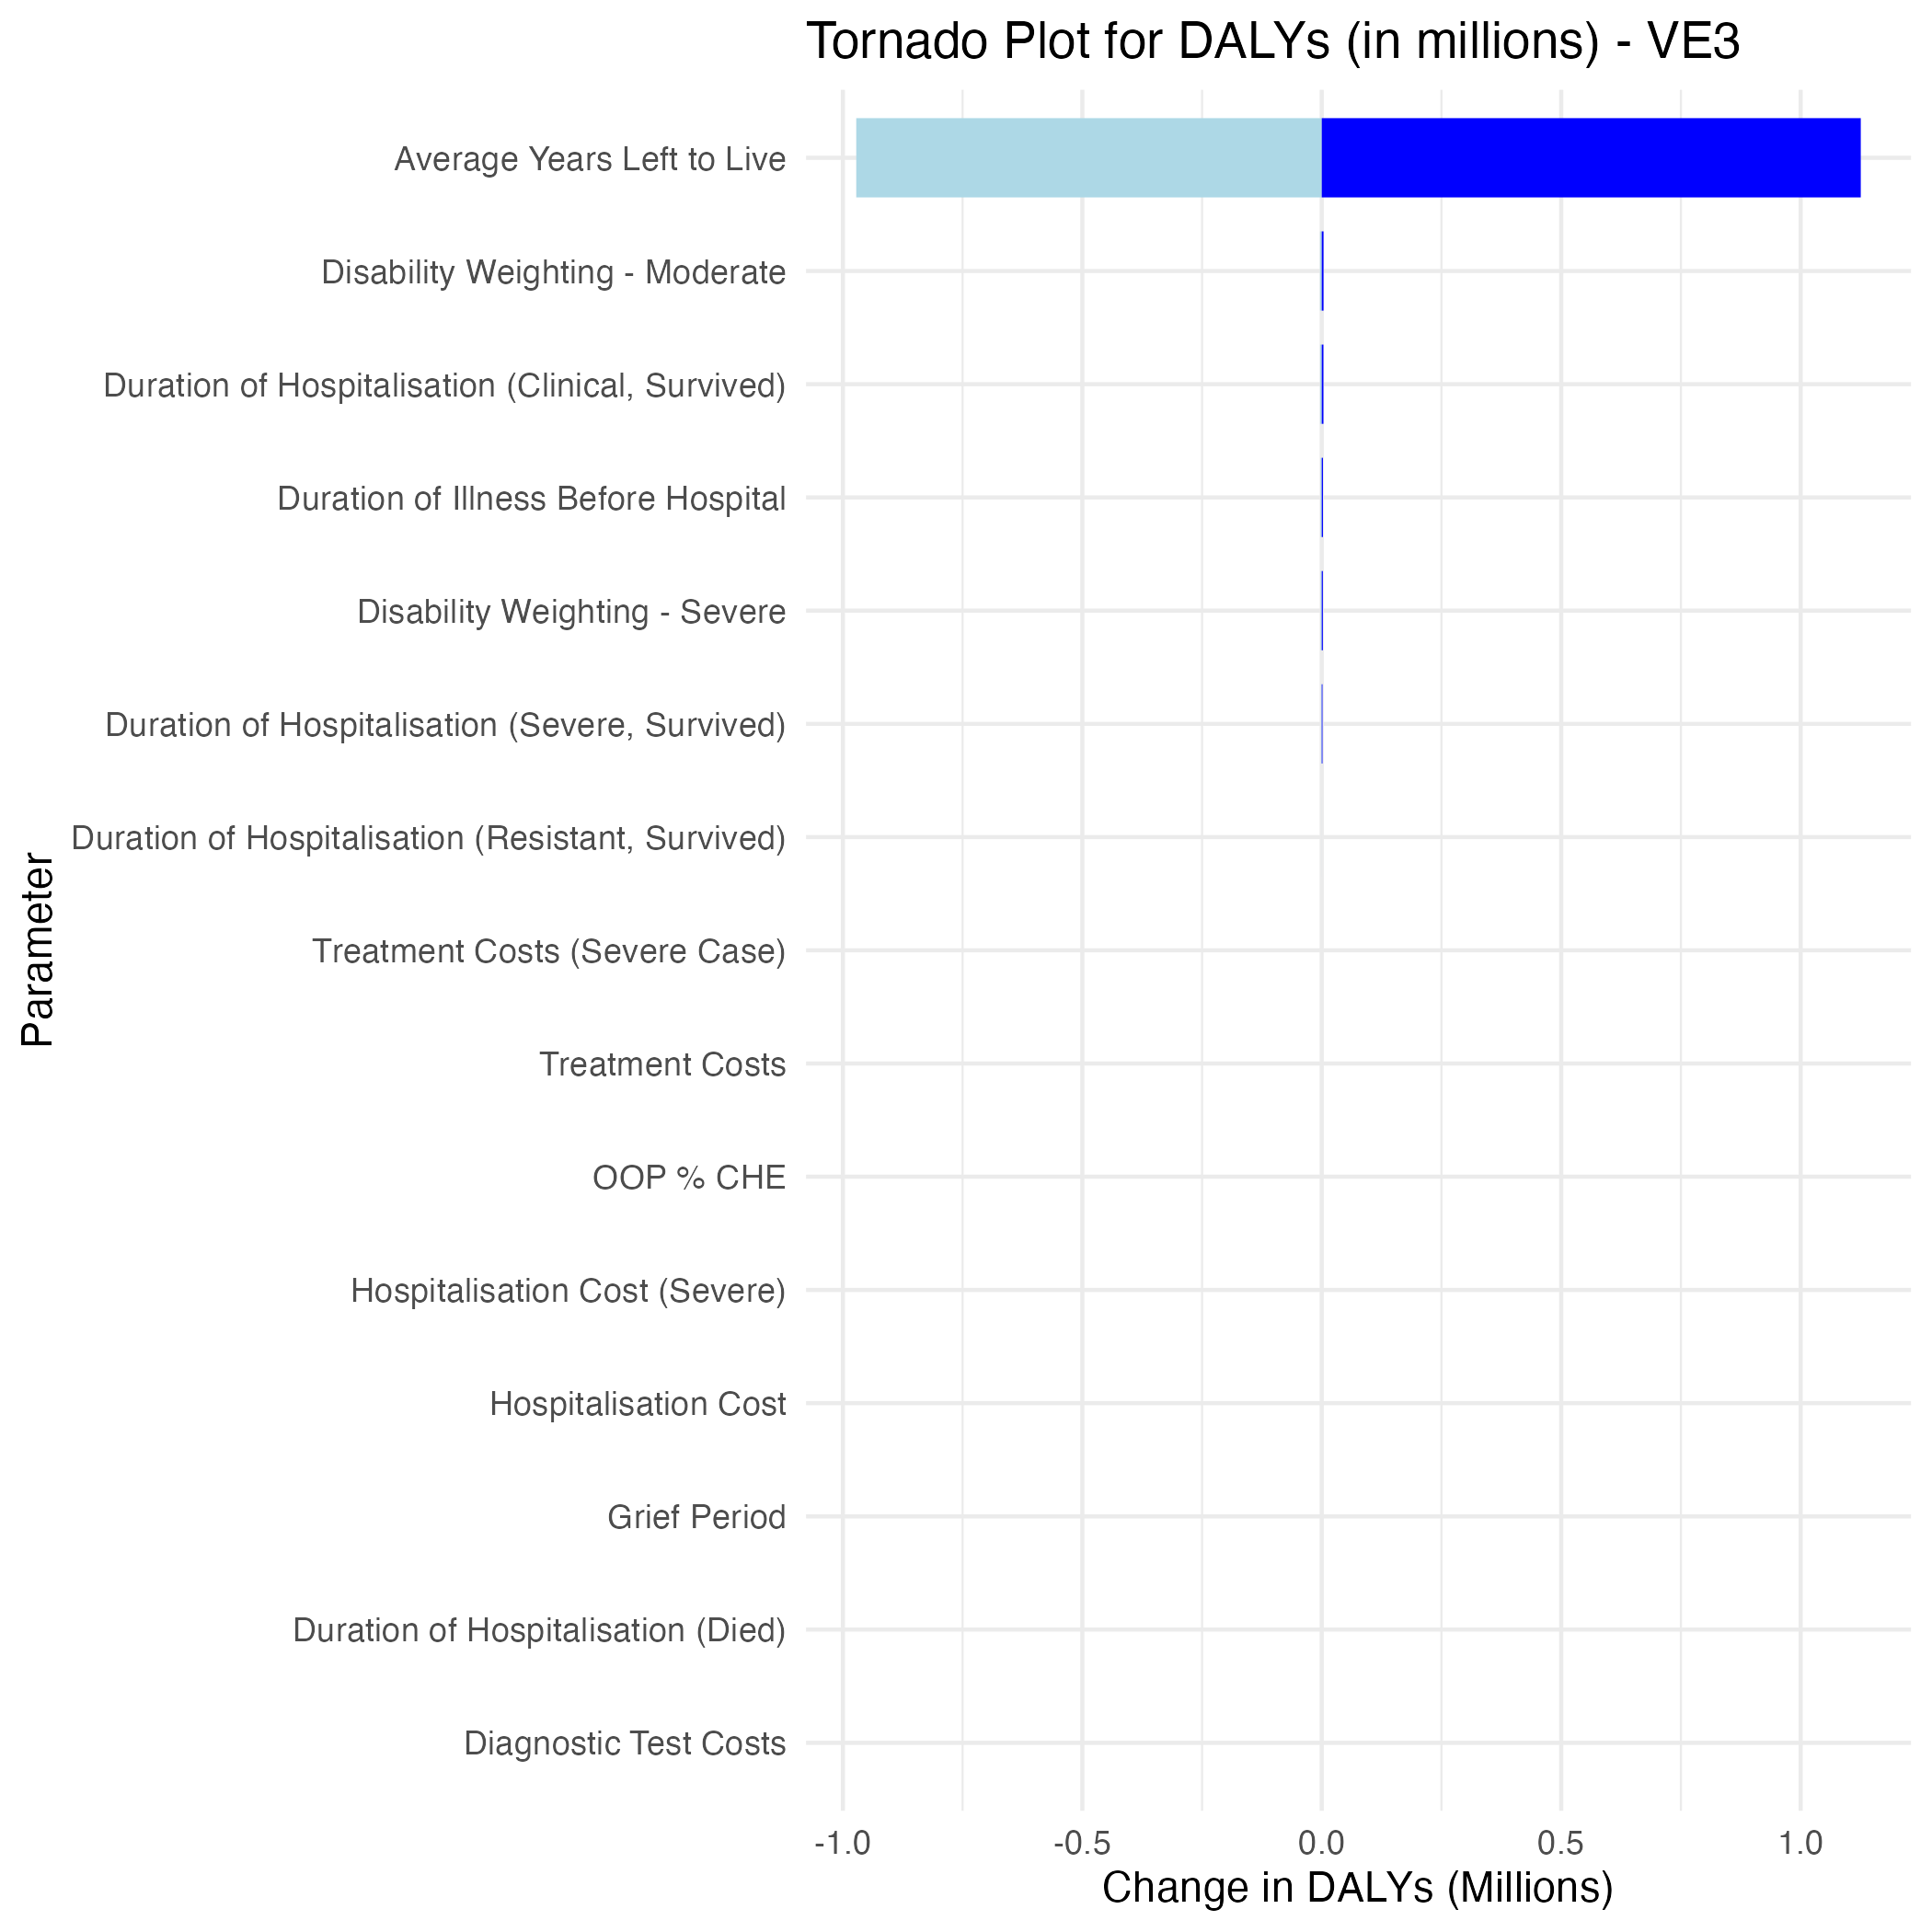 Tornado Plot for DALYs (in millions) - VE3
Parameter
Average Years Left to Live
Disability Weighting - Moderate
Duration of Hospitalisation (Clinical, Survived)
Duration of Illness Before Hospital
Disability Weighting - Severe
Duration of Hospitalisation (Severe, Survived)
Duration of Hospitalisation (Resistant, Survived)
Treatment Costs (Severe Case)
Treatment Costs
OOP % CHE
Hospitalisation Cost (Severe)
Hospitalisation Cost
Grief Period
Duration of Hospitalisation (Died)
Diagnostic Test Costs
-1.0 -0.5 0.0 0.5 1.0
Change in DALYs (Millions)